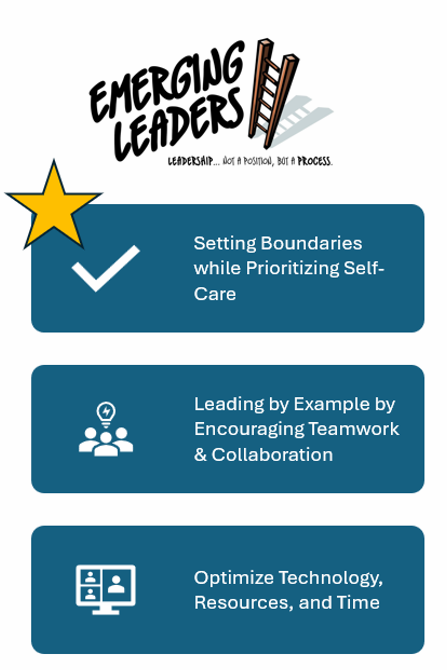 EMERGING
LEADERS
LEADERSHIP... NOT A POSITION, BUT A PROCESS.
Setting Boundaries
while Prioritizing Self-
Care
Leading by Example by
Encouraging Teamwork
& Collaboration
Optimize Technology,
Resources, and Time